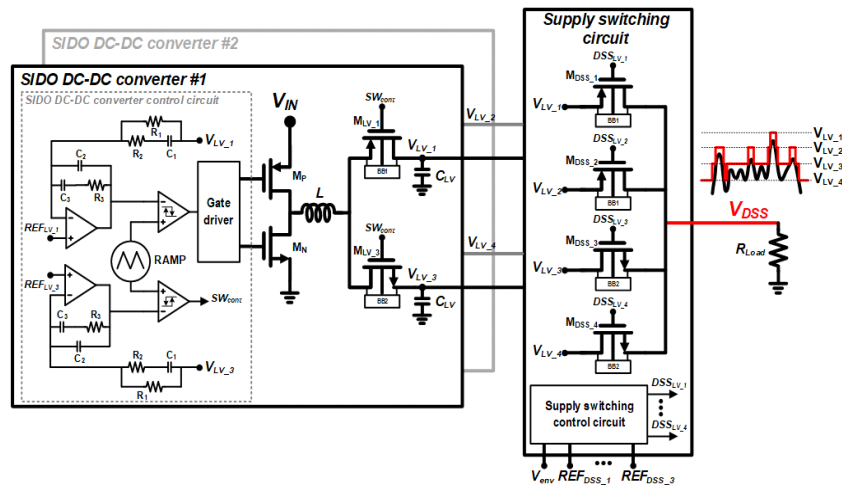 SIDO DC-DC converter #2
SIDO DC-DC converter #1
SIDO DC-DC converter control circuit
R1
R2
C1
VLV_1
C2
C3
R3
REFLV_1
RAMP
REFLV_3
SWcont
C3
R3
C2
R2
C1
VLV_3
R1
Gate
driver
VIN
MP
MN
L
SWcont
MLV_1
BB1
VLV_1
CLV
SWcont
MLV_3
BB2
VLV_3
CLV
VLV_2
VLV_4
Supply switching
circuit
DSSLV_1
MDSS_1
VLV_1
BB1
DSSLV_2
MDSS_2
VLV_2
BB1
DSSLV_3
MDSS_3
VLV_3
BB2
DSSLV_4
MDSS_4
VLV_4
BB2
Supply switching
control circuit
DSSLV_1
DSSLV_4
Venv REFDSS_1 ••• REFDSS_3
VLV_1
VLV_2
VLV_3
VLV_4
VDSS
RLoad